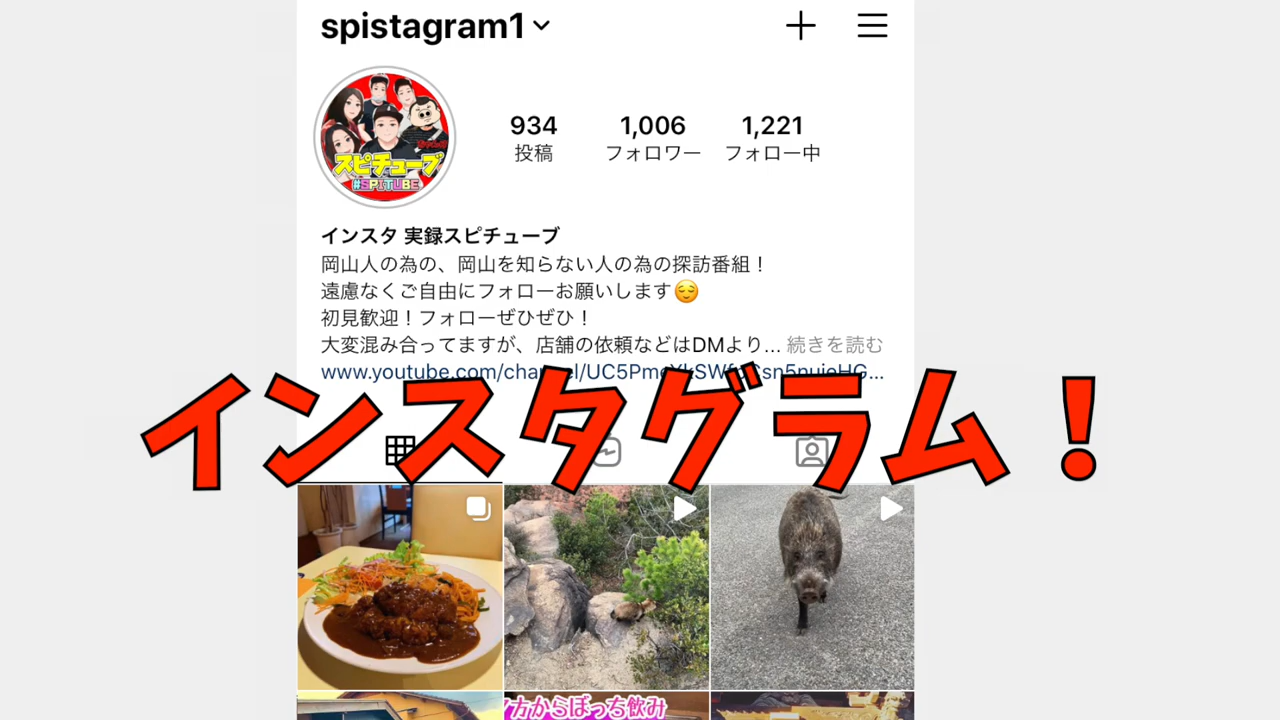 spistagram1
スピチューブ
#SPITUBE
934
投稿
1,006
フォロワー
1,221
フォロー中
インスタ 実録スピチューブ
岡山人の為の、岡山を知らない人の為の探訪番組！
遠慮なくご自由にフォローお願いします😌
初見歓迎！フォローぜひぜひ！
大変混み合ってますが、店舗の依頼などはDMより... 続きを読む
インスタグラム！
方からぼっち飲み